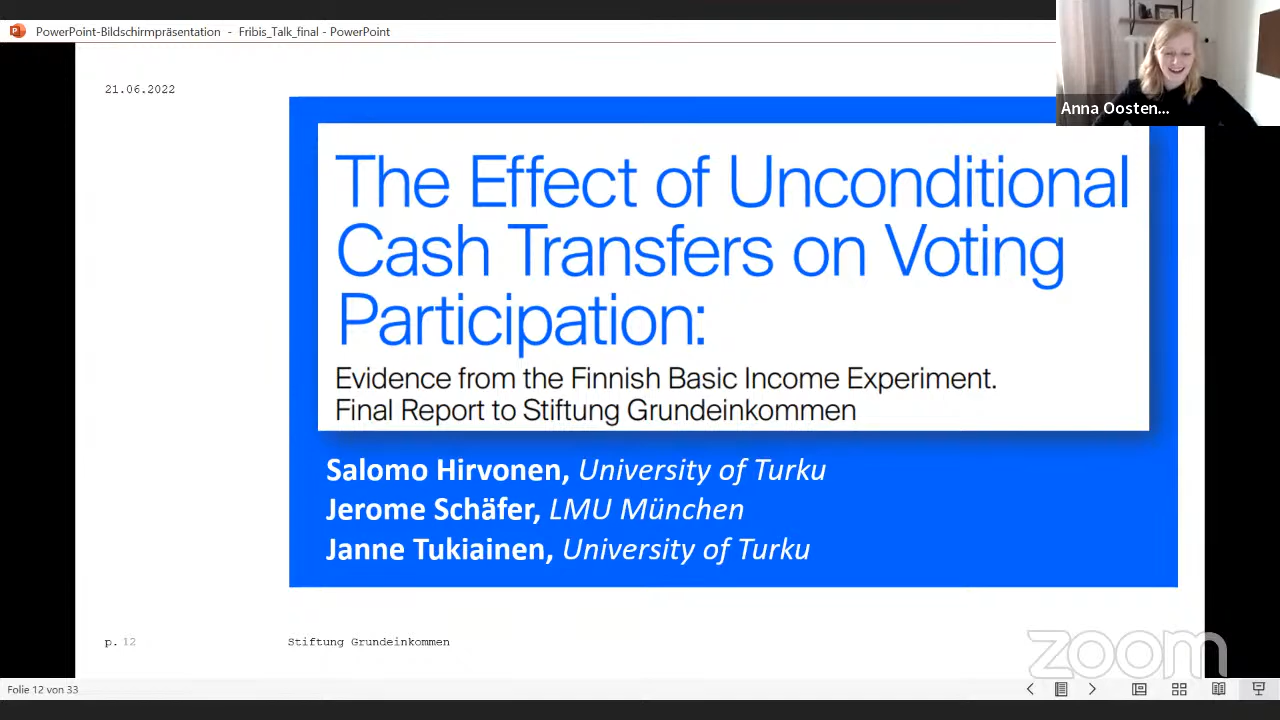 PowerPoint-Bildschirmpräsentation - Fribis_Talk_final - PowerPoint
Anna Oosten...
21.06.2022
The Effect of Unconditional
Cash Transfers on Voting
Participation:
Evidence from the Finnish Basic Income Experiment.
Final Report to Stiftung Grundeinkommen
Salomo Hirvonen, University of Turku
Jerome Schäfer, LMU München
Janne Tukiainen, University of Turku
p. 12
Stiftung Grundeinkommen
zoom
Folie 12 von 33